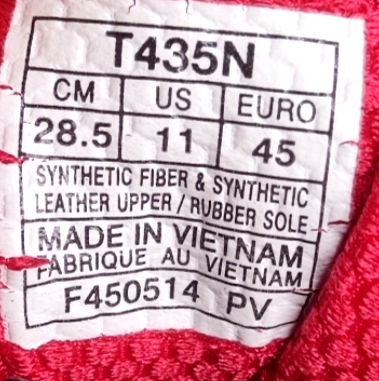 T435N
CM US EURO
28.5 11 45
SYNTHETIC FIBER & SYNTHETIC
LEATHER UPPER / RUBBER SOLE
MADE IN VIETNAM
FABRIQUE AU VIETNAM
F450514 PV